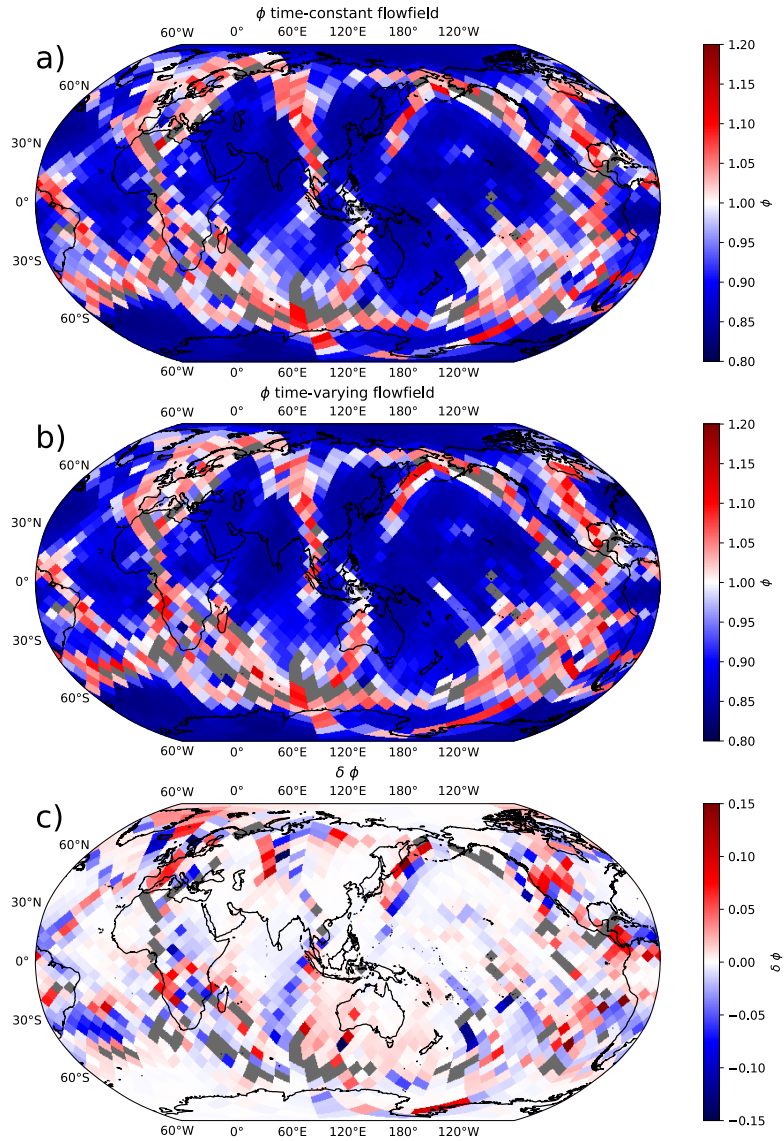 ϕ time-constant flowfield
60°W 0° 60°E 120°E 180° 120°W
a)
60°N
30°N
0°
30°S
60°S
60°W 0° 60°E 120°E 180° 120°W
1.20
1.15
1.10
1.05
1.00
0.95
0.90
0.85
0.80
ϕ
ϕ time-varying flowfield
60°W 0° 60°E 120°E 180° 120°W
b)
60°N
30°N
0°
30°S
60°S
60°W 0° 60°E 120°E 180° 120°W
1.20
1.15
1.10
1.05
1.00
0.95
0.90
0.85
0.80
ϕ
δ ϕ
60°W 0° 60°E 120°E 180° 120°W
c)
60°N
30°N
0°
30°S
60°S
60°W 0° 60°E 120°E 180° 120°W
0.15
0.10
0.05
0.00
−0.05
−0.10
−0.15
δ ϕ